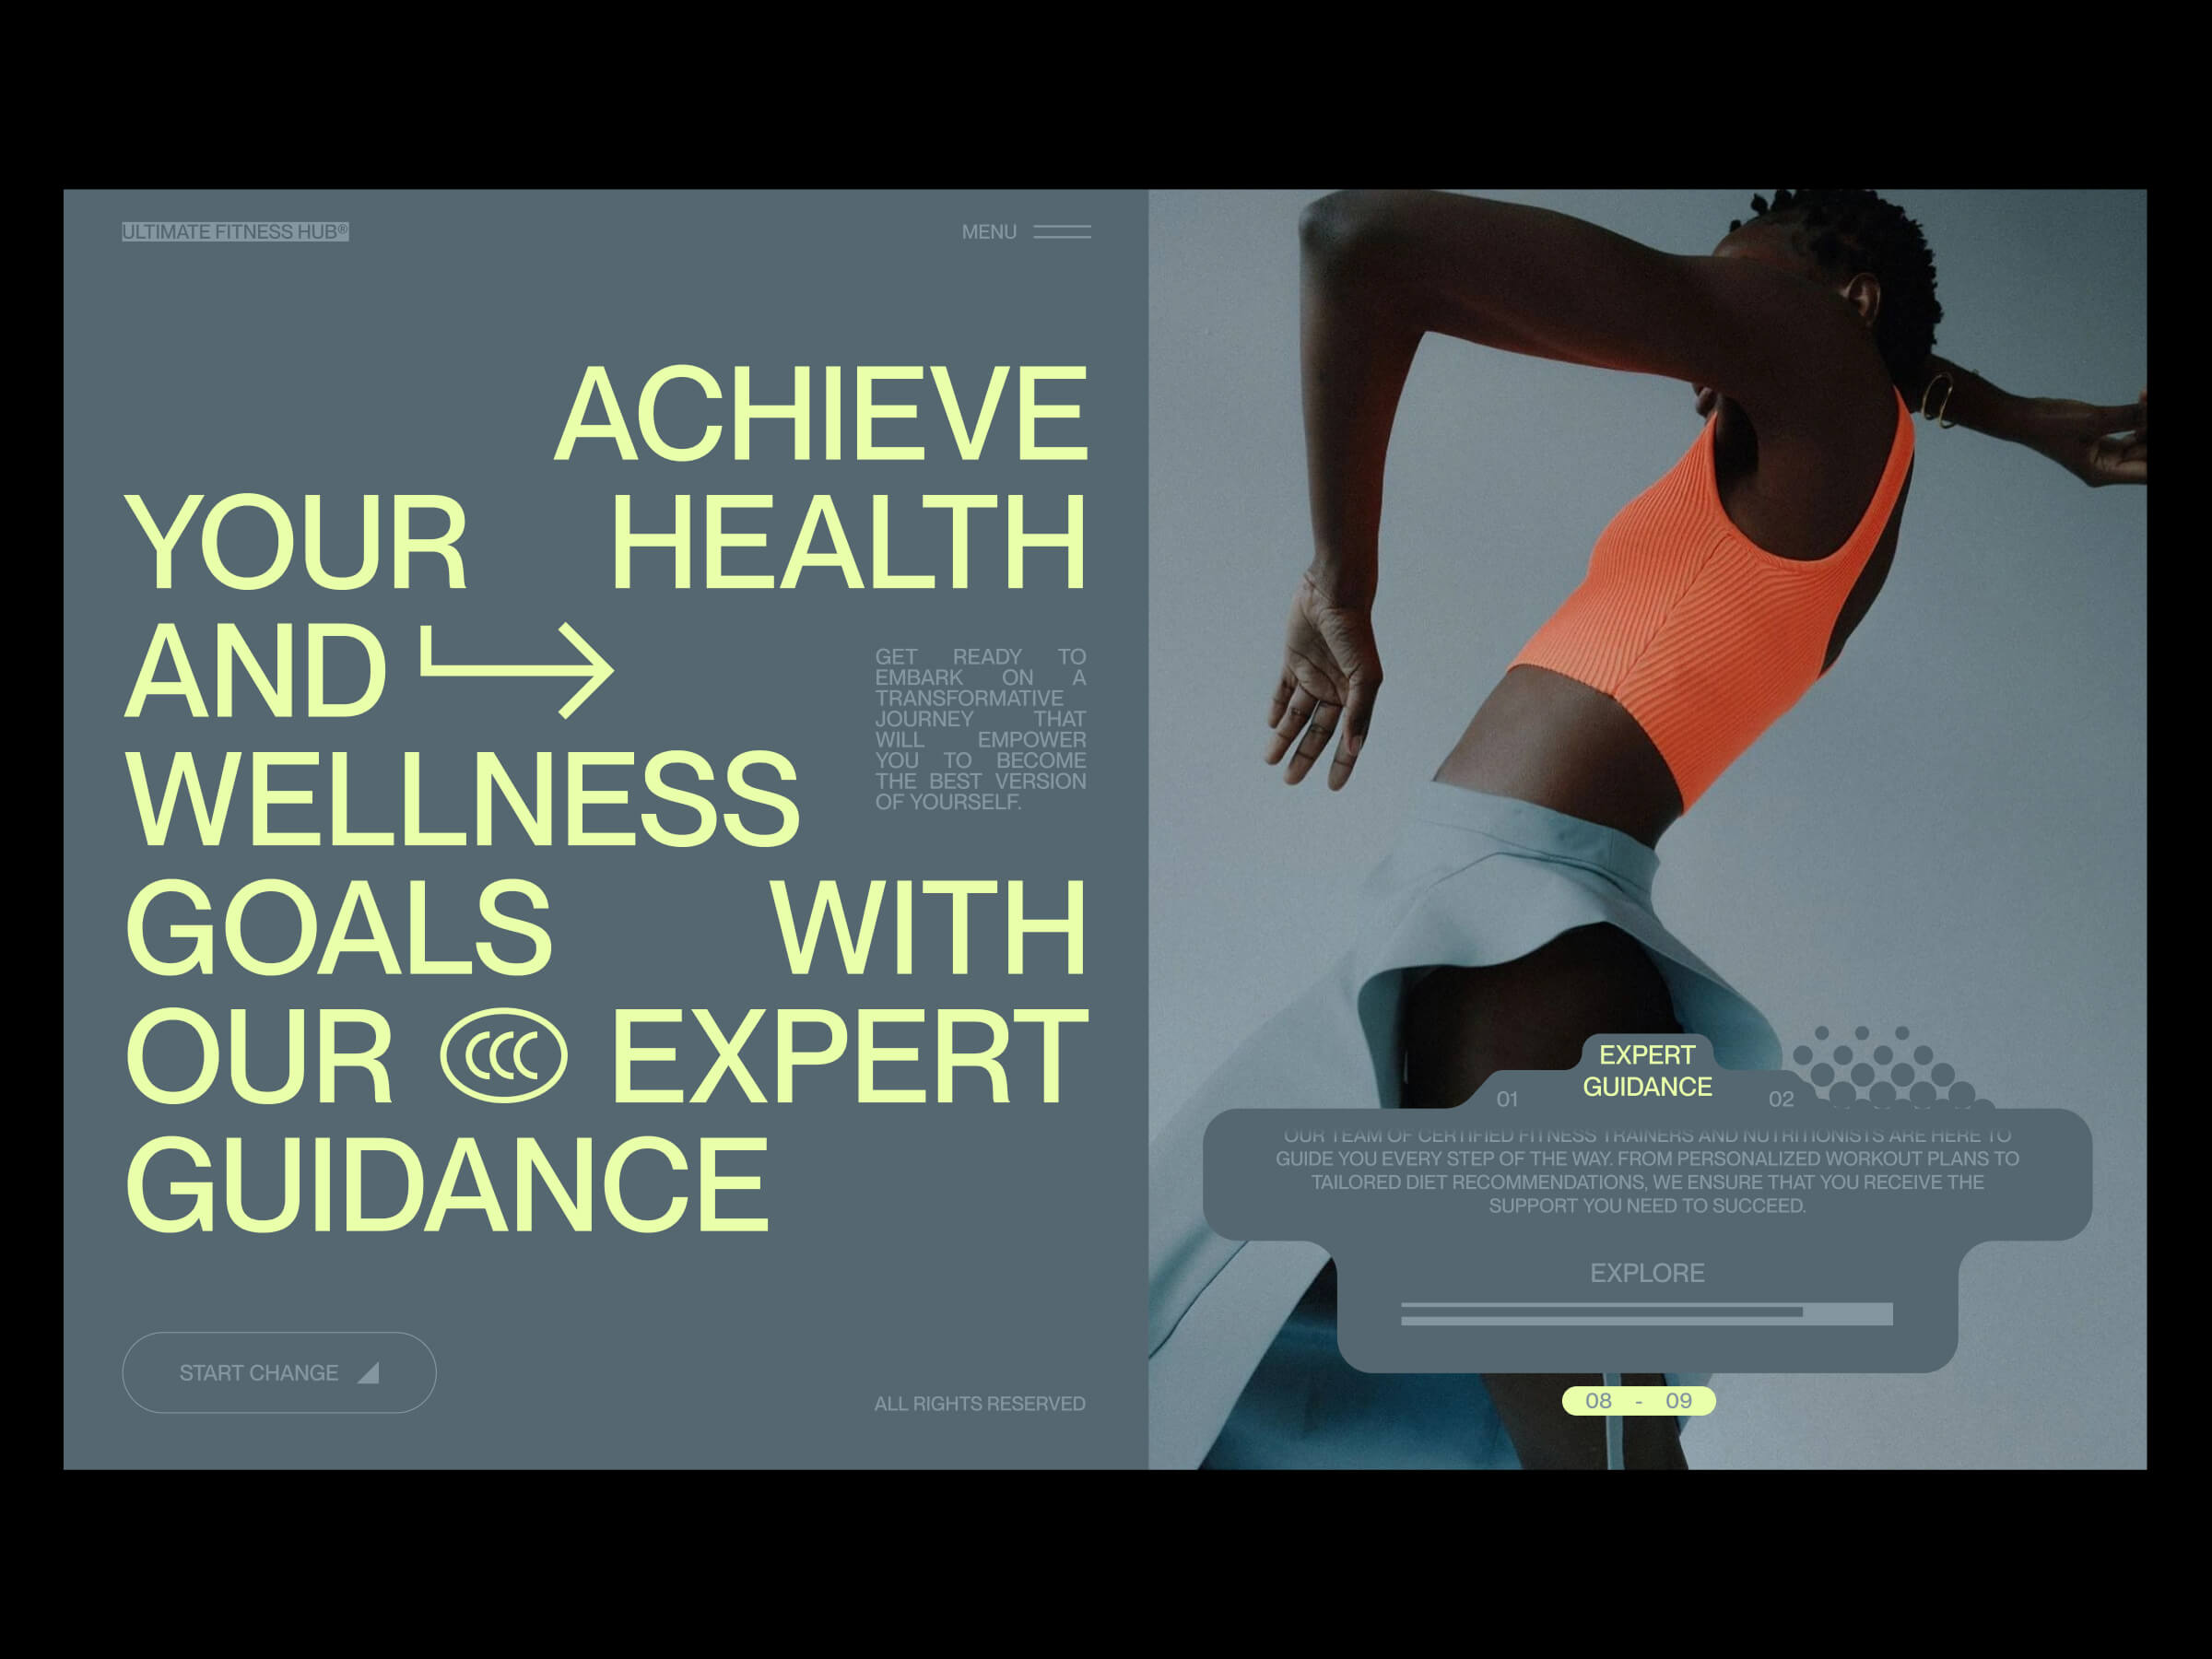 ULTIMATE FITNESS HUB®
MENU
ACHIEVE
YOUR HEALTH
AND
WELLNESS
GOALS WITH
OUR EXPERT
GUIDANCE
GET READY TO
EMBARK ON A
TRANSFORMATIVE
JOURNEY THAT
WILL EMPOWER
YOU TO BECOME
THE BEST VERSION
OF YOURSELF.
START CHANGE
ALL RIGHTS RESERVED
EXPERT
GUIDANCE
01
02
OUR TEAM OF CERTIFIED FITNESS TRAINERS AND NUTRITIONISTS ARE HERE TO
GUIDE YOU EVERY STEP OF THE WAY. FROM PERSONALIZED WORKOUT PLANS TO
TAILORED DIET RECOMMENDATIONS, WE ENSURE THAT YOU RECEIVE THE
SUPPORT YOU NEED TO SUCCEED.
EXPLORE
08 - 09